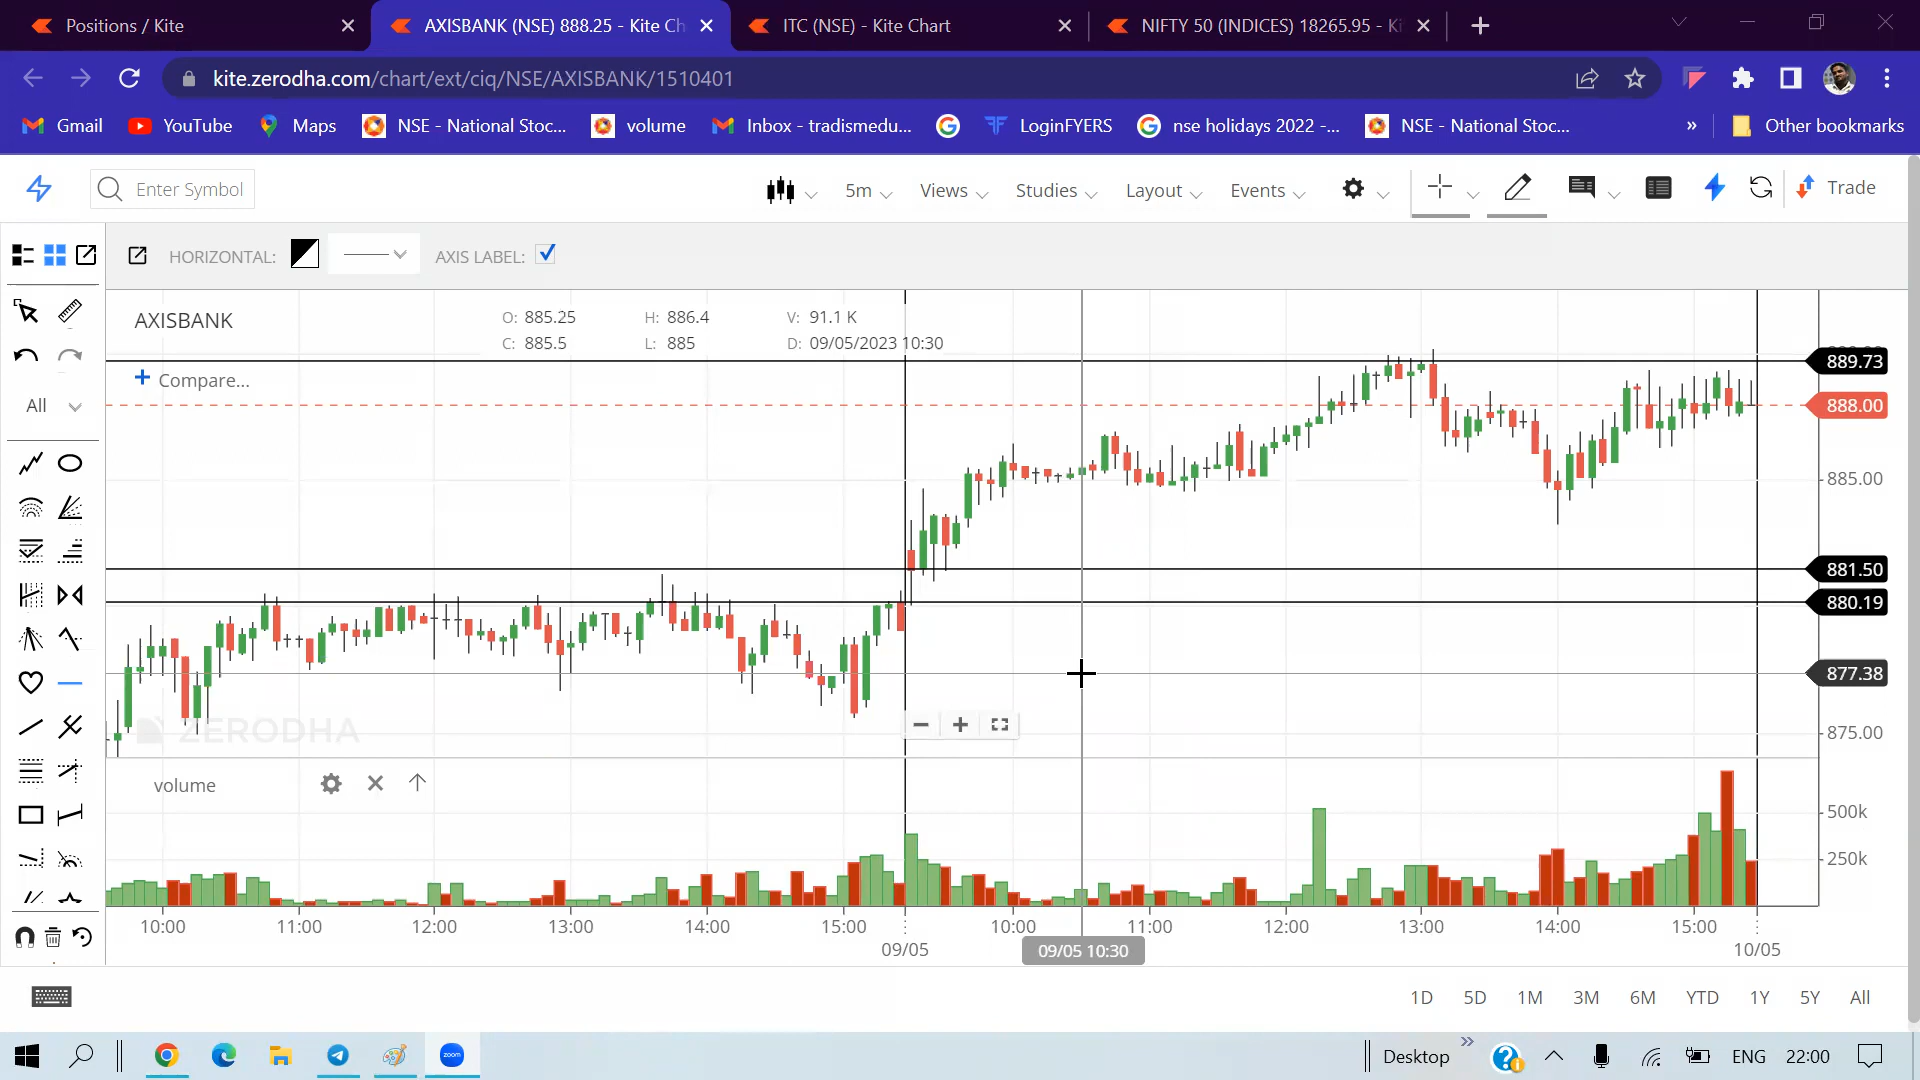 Positions / Kite
AXISBANK (NSE) 888.25 - Kite Ch
ITC (NSE) - Kite Chart
NIFTY 50 (INDICES) 18265.95 - Ki
kite.zerodha.com/chart/ext/ciq/NSE/AXISBANK/1510401
Gmail
YouTube
Maps
NSE - National Stoc...
volume
Inbox - tradismedu...
LoginFYERS
nse holidays 2022 -...
NSE - National Stoc...
»
Other bookmarks
Enter Symbol
5m
Views
Studies
Layout
Events
Trade
HORIZONTAL:
AXIS LABEL:
AXISBANK
O: 885.25
H: 886.4
V: 91.1 K
C: 885.5
L: 885
D: 09/05/2023 10:30
+ Compare...
All
889.73
888.00
885.00
881.50
880.19
877.38
875.00
ZERODHA
volume
500k
250k
10:00
11:00
12:00
13:00
14:00
15:00
10:00
11:00
12:00
13:00
14:00
15:00
09/05
09/05 10:30
10/05
1D
5D
1M
3M
6M
YTD
1Y
5Y
All
zoom
Desktop
»
ENG
22:00